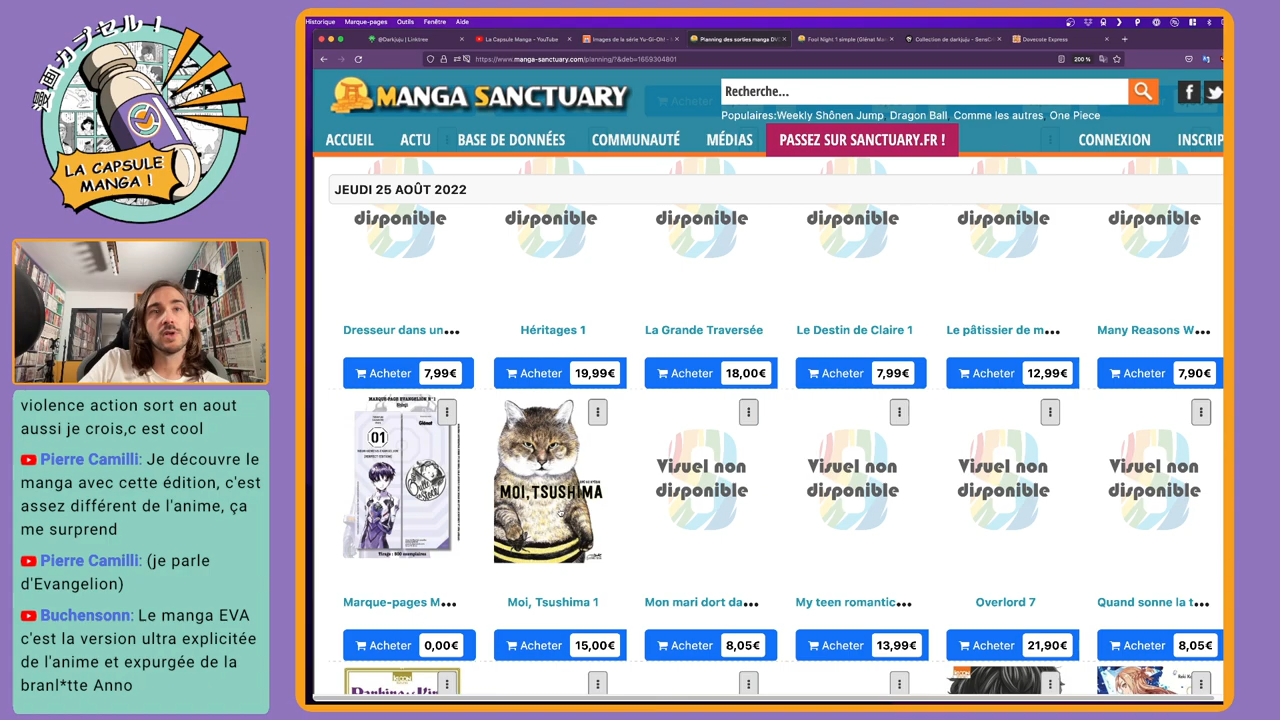 漫画カプセル!
LA CAPSULE
MANGA !
violence action sort en aout
aussi je crois,c est cool
Pierre Camilli: Je découvre le
manga avec cette édition, c'est
assez différent de l'anime, ça
me surprend
Pierre Camilli: (je parle
d'Evangelion)
Buchensonn: Le manga EVA
c'est la version ultra explicitée
de l'anime et expurgée de la
branl*tte Anno
Historique Marque-pages Outils Fenêtre Aide
@Darkjuju | Linktree
La Capsule Manga - YouTube
Images de la série Yu-Gi-Oh! -
Planning des sorties manga DV
Fool Night 1 simple (Glénat Ma
Collection de darkjuju - SensC
Dovecote Express
https://www.manga-sanctuary.com/planning/?&deb=1659304801
200 %
MANGA SANCTUARY
Recherche...
Acheter
Populaires:Weekly Shônen Jump, Dragon Ball, Comme les autres, One Piece
ACCUEIL ACTU BASE DE DONNÉES COMMUNAUTÉ MÉDIAS PASSEZ SUR SANCTUARY.FR ! CONNEXION INSCRIP
JEUDI 25 AOÛT 2022
disponible disponible disponible disponible disponible disponible
Dresseur dans un... Héritages 1 La Grande Traversée Le Destin de Claire 1 Le pâtissier de m... Many Reasons W...
Acheter 7,99€ Acheter 19,99€ Acheter 18,00€ Acheter 7,99€ Acheter 12,99€ Acheter 7,90€
MARQUE-PAGE EVANGELION N°1
01
Glénat
Tirage : 500 exemplaires
MOI, TSUSHIMA
Visuel non
disponible
Visuel non
disponible
Visuel non
disponible
Visuel non
disponible
Marque-pages M... Moi, Tsushima 1 Mon mari dort da... My teen romantic... Overlord 7 Quand sonne la t...
Acheter 0,00€ Acheter 15,00€ Acheter 8,05€ Acheter 13,99€ Acheter 21,90€ Acheter 8,05€